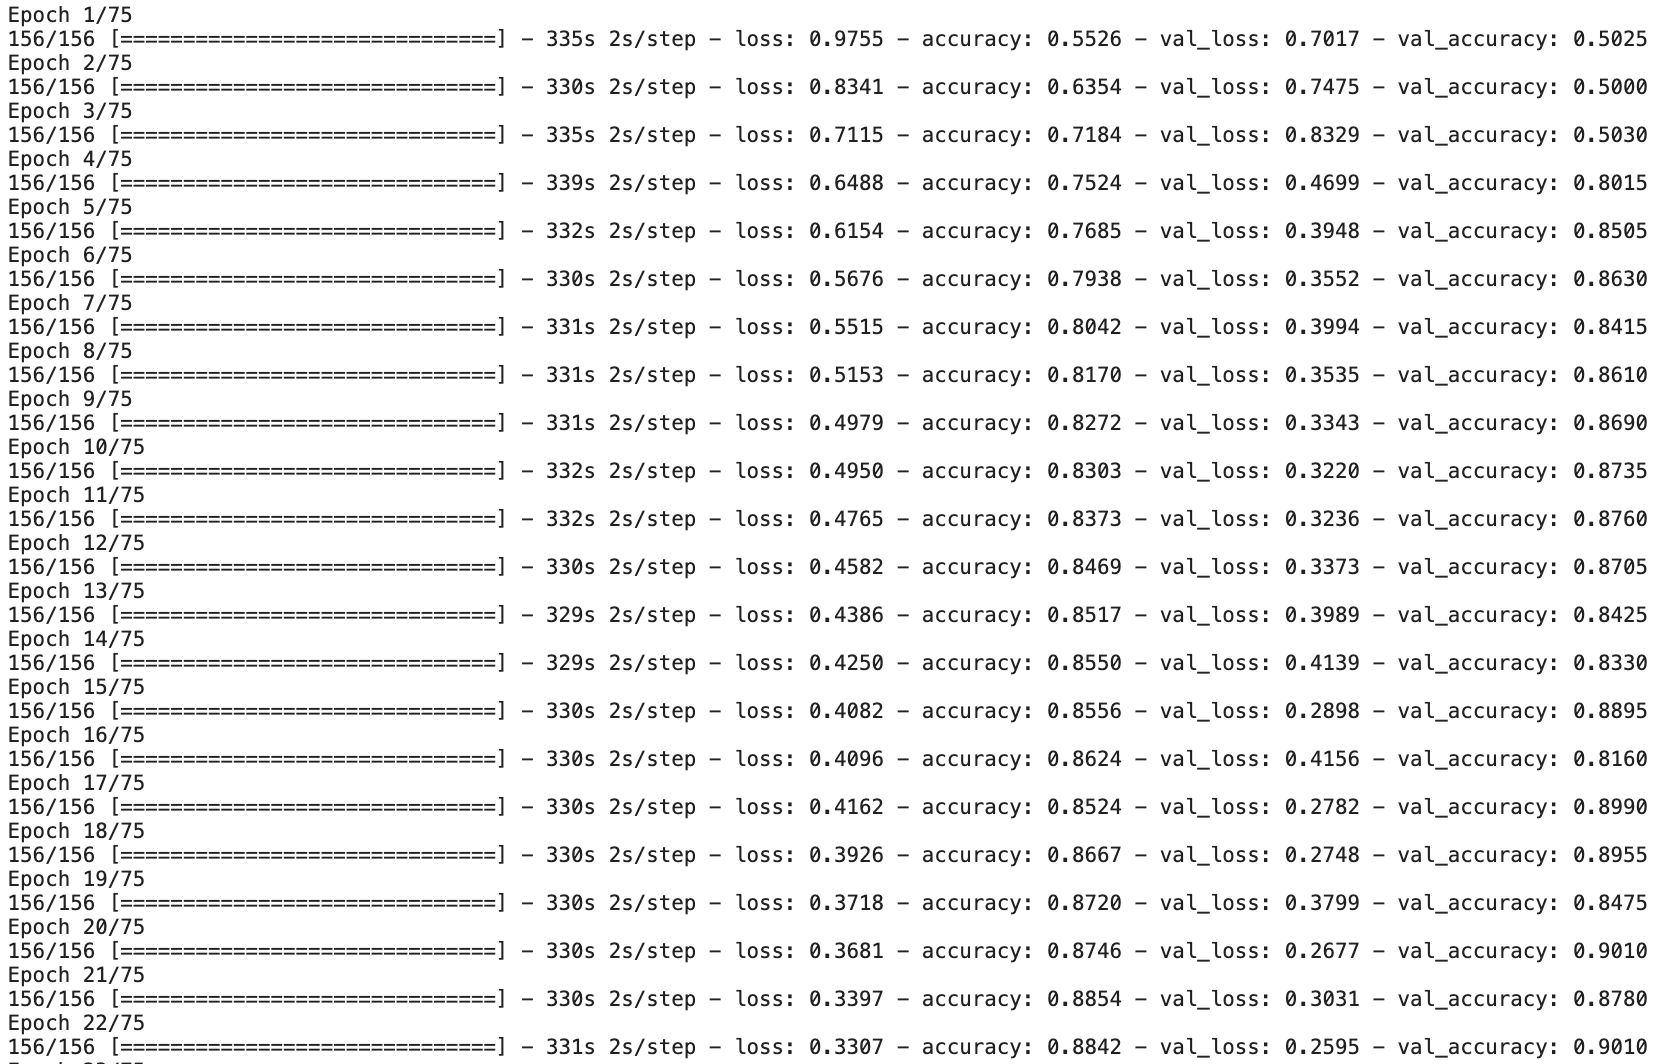 Epoch 1/75
156/156 [==============================] - 335s 2s/step - loss: 0.9755 - accuracy: 0.5526 - val_loss: 0.7017 - val_accuracy: 0.5025
Epoch 2/75
156/156 [==============================] - 330s 2s/step - loss: 0.8341 - accuracy: 0.6354 - val_loss: 0.7475 - val_accuracy: 0.5000
Epoch 3/75
156/156 [==============================] - 335s 2s/step - loss: 0.7115 - accuracy: 0.7184 - val_loss: 0.8329 - val_accuracy: 0.5030
Epoch 4/75
156/156 [==============================] - 339s 2s/step - loss: 0.6488 - accuracy: 0.7524 - val_loss: 0.4699 - val_accuracy: 0.8015
Epoch 5/75
156/156 [==============================] - 332s 2s/step - loss: 0.6154 - accuracy: 0.7685 - val_loss: 0.3948 - val_accuracy: 0.8505
Epoch 6/75
156/156 [==============================] - 330s 2s/step - loss: 0.5676 - accuracy: 0.7938 - val_loss: 0.3552 - val_accuracy: 0.8630
Epoch 7/75
156/156 [==============================] - 331s 2s/step - loss: 0.5515 - accuracy: 0.8042 - val_loss: 0.3994 - val_accuracy: 0.8415
Epoch 8/75
156/156 [==============================] - 331s 2s/step - loss: 0.5153 - accuracy: 0.8170 - val_loss: 0.3535 - val_accuracy: 0.8610
Epoch 9/75
156/156 [==============================] - 331s 2s/step - loss: 0.4979 - accuracy: 0.8272 - val_loss: 0.3343 - val_accuracy: 0.8690
Epoch 10/75
156/156 [==============================] - 332s 2s/step - loss: 0.4950 - accuracy: 0.8303 - val_loss: 0.3220 - val_accuracy: 0.8735
Epoch 11/75
156/156 [==============================] - 332s 2s/step - loss: 0.4765 - accuracy: 0.8373 - val_loss: 0.3236 - val_accuracy: 0.8760
Epoch 12/75
156/156 [==============================] - 330s 2s/step - loss: 0.4582 - accuracy: 0.8469 - val_loss: 0.3373 - val_accuracy: 0.8705
Epoch 13/75
156/156 [==============================] - 329s 2s/step - loss: 0.4386 - accuracy: 0.8517 - val_loss: 0.3989 - val_accuracy: 0.8425
Epoch 14/75
156/156 [==============================] - 329s 2s/step - loss: 0.4250 - accuracy: 0.8550 - val_loss: 0.4139 - val_accuracy: 0.8330
Epoch 15/75
156/156 [==============================] - 330s 2s/step - loss: 0.4082 - accuracy: 0.8556 - val_loss: 0.2898 - val_accuracy: 0.8895
Epoch 16/75
156/156 [==============================] - 330s 2s/step - loss: 0.4096 - accuracy: 0.8624 - val_loss: 0.4156 - val_accuracy: 0.8160
Epoch 17/75
156/156 [==============================] - 330s 2s/step - loss: 0.4162 - accuracy: 0.8524 - val_loss: 0.2782 - val_accuracy: 0.8990
Epoch 18/75
156/156 [==============================] - 330s 2s/step - loss: 0.3926 - accuracy: 0.8667 - val_loss: 0.2748 - val_accuracy: 0.8955
Epoch 19/75
156/156 [==============================] - 330s 2s/step - loss: 0.3718 - accuracy: 0.8720 - val_loss: 0.3799 - val_accuracy: 0.8475
Epoch 20/75
156/156 [==============================] - 330s 2s/step - loss: 0.3681 - accuracy: 0.8746 - val_loss: 0.2677 - val_accuracy: 0.9010
Epoch 21/75
156/156 [==============================] - 330s 2s/step - loss: 0.3397 - accuracy: 0.8854 - val_loss: 0.3031 - val_accuracy: 0.8780
Epoch 22/75
156/156 [==============================] - 331s 2s/step - loss: 0.3307 - accuracy: 0.8842 - val_loss: 0.2595 - val_accuracy: 0.9010